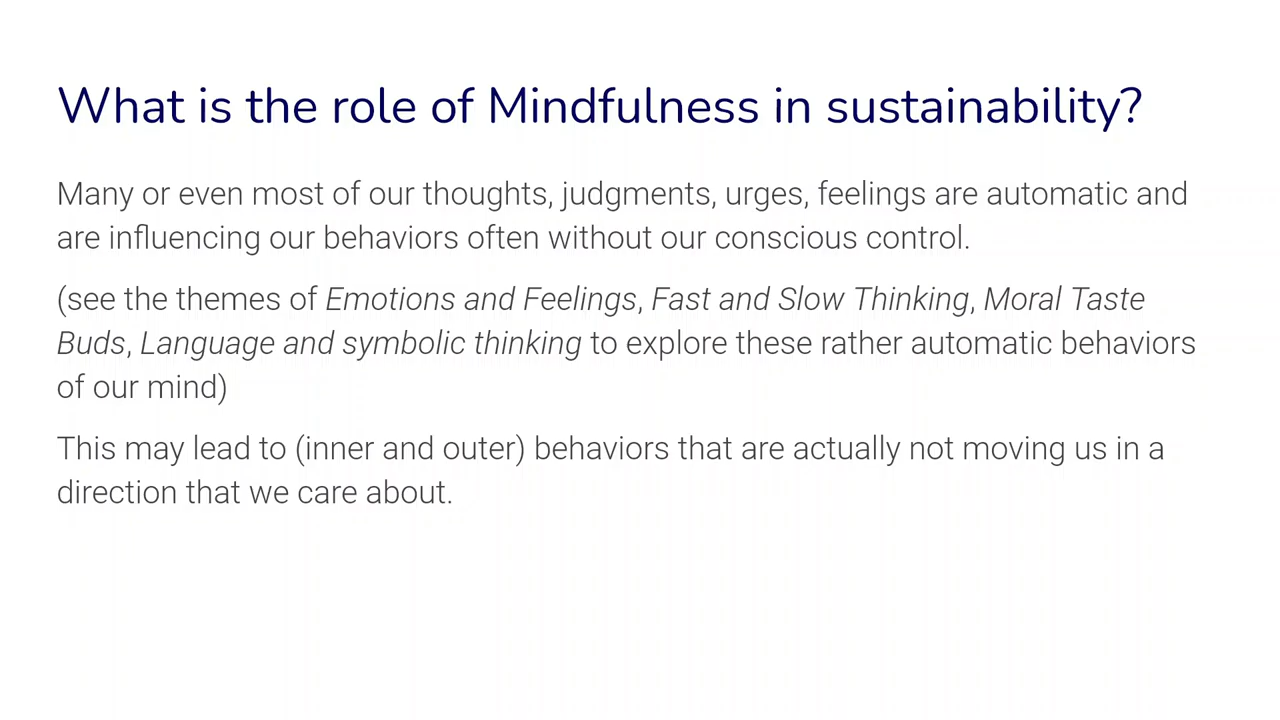 What is the role of Mindfulness in sustainability?
Many or even most of our thoughts, judgments, urges, feelings are automatic and
are influencing our behaviors often without our conscious control.
(see the themes of Emotions and Feelings, Fast and Slow Thinking, Moral Taste
Buds, Language and symbolic thinking to explore these rather automatic behaviors
of our mind)
This may lead to (inner and outer) behaviors that are actually not moving us in a
direction that we care about.